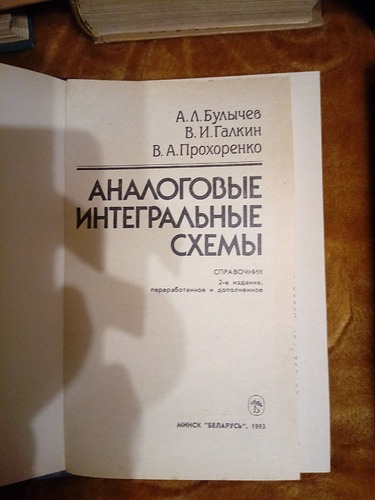 А.Л.Булычев
В.И.Галкин
В.А.Прохоренко
АНАЛОГОВЫЕ
ИНТЕГРАЛЬНЫЕ
СХЕМЫ
СПРАВОЧНИК
2-е издание,
переработанное и дополненное
МИНСК "БЕЛАРУСЬ", 1993